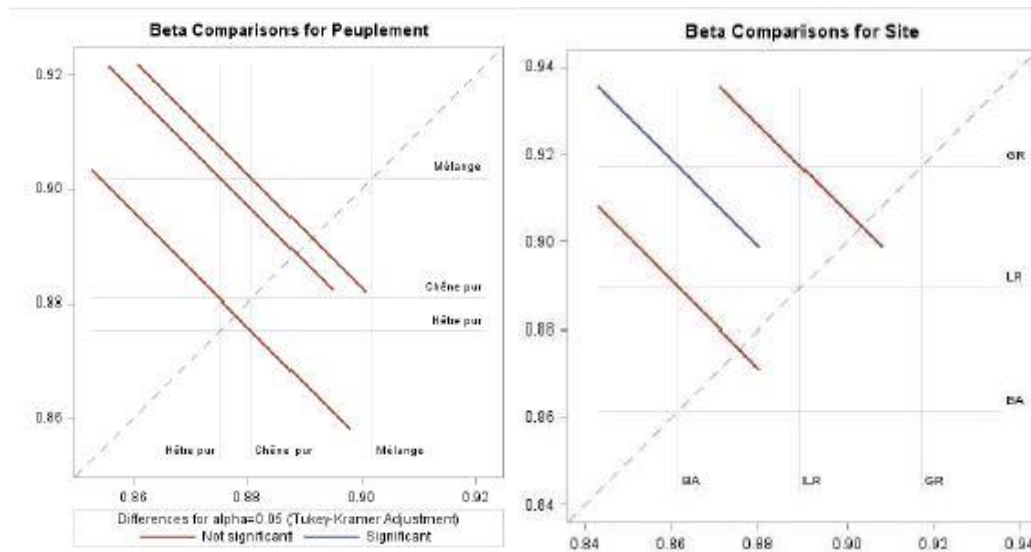 Beta Comparisons for Peuplement
0.92
0.90
0.88
0.86
Mélange
Chêne pur
Hêtre pur
Hêtre pur
Chêne pur
Mélange
0.86
0.88
0.90
0.92
Differences for alpha=0.05 (Tukey-Kramer Adjustment)
Not significant
Significant
Beta Comparisons for Site
0.94
0.92
0.90
0.88
0.86
0.84
GR
LR
BA
BA
LR
GR
0.84
0.86
0.88
0.90
0.92
0.94